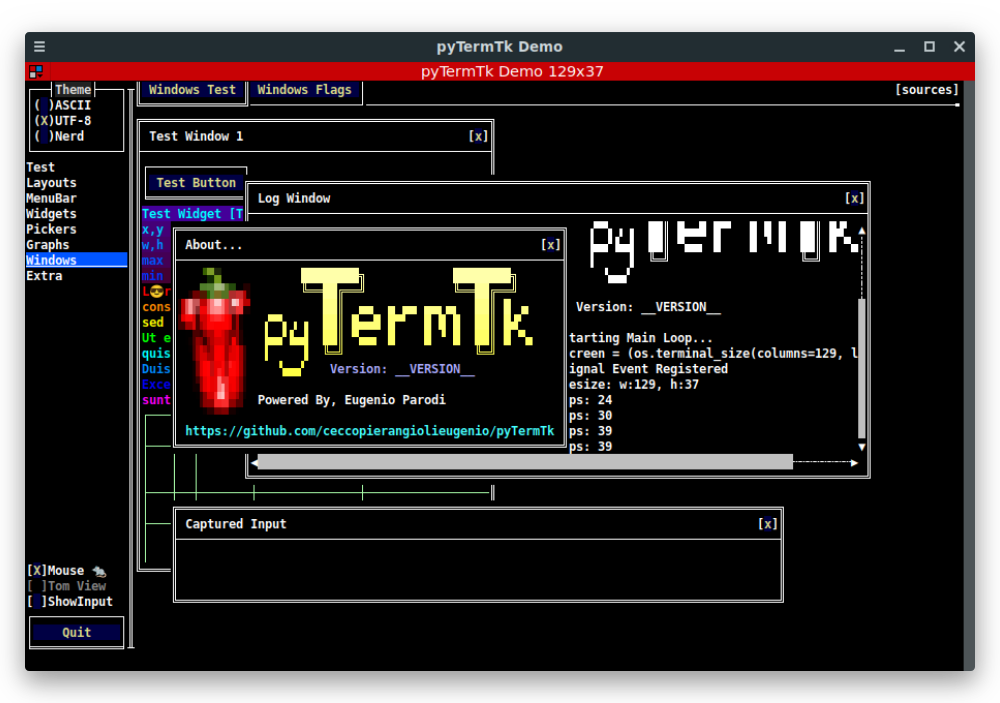 pyTermTk Demo
pyTermTk Demo 129x37
Theme
( )ASCII
(X)UTF-8
( )Nerd
Test
Layouts
MenuBar
Widgets
Pickers
Graphs
Windows
Extra
[X]Mouse 🐀
[ ]Tom View
[ ]ShowInput
Quit
Windows Test
Windows Flags
[sources]
Test Window 1
[x]
Test Button
Test Widget [T
x,y
w,h
max
min
L😎r
cons
sed
Ut e
quis
Duis
Exce
sunt
Log Window
[x]
pyTermTk
Version: __VERSION__
tarting Main Loop...
creen = (os.terminal_size(columns=129, l
ignal Event Registered
esize: w:129, h:37
ps: 24
ps: 30
ps: 39
ps: 39
About...
[x]
pyTermTk
Version: __VERSION__
Powered By, Eugenio Parodi
https://github.com/ceccopierangiolieugenio/pyTermTk
Captured Input
[x]